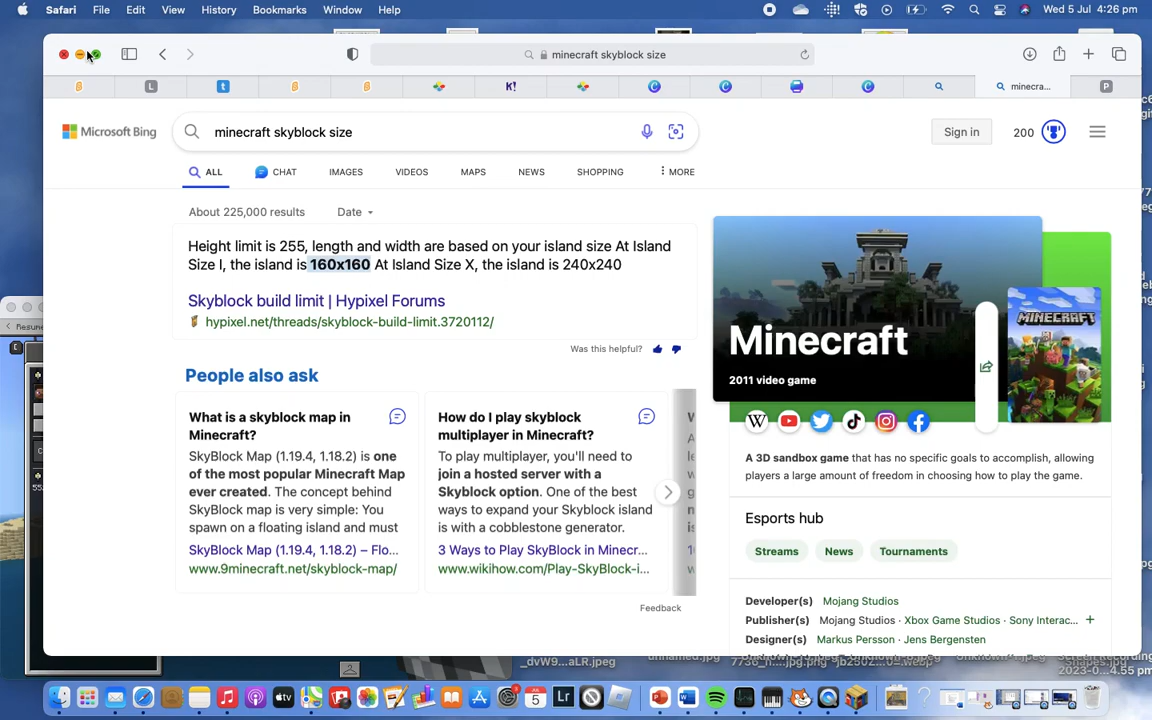 Safari File Edit View History Bookmarks Window Help
Wed 5 Jul 4:26 pm
minecraft skyblock size
L t K! minecra... P
Microsoft Bing
minecraft skyblock size
Sign in
200
ALL CHAT IMAGES VIDEOS MAPS NEWS SHOPPING MORE
About 225,000 results Date
Height limit is 255, length and width are based on your island size At Island
Size I, the island is 160x160 At Island Size X, the island is 240x240
Skyblock build limit | Hypixel Forums
hypixel.net/threads/skyblock-build-limit.3720112/
Was this helpful?
People also ask
What is a skyblock map in
Minecraft?
SkyBlock Map (1.19.4, 1.18.2) is one
of the most popular Minecraft Map
ever created. The concept behind
SkyBlock map is very simple: You
spawn on a floating island and must
SkyBlock Map (1.19.4, 1.18.2) – Flo...
www.9minecraft.net/skyblock-map/
How do I play skyblock
multiplayer in Minecraft?
To play multiplayer, you'll need to
join a hosted server with a
Skyblock option. One of the best
ways to expand your Skyblock island
is with a cobblestone generator.
3 Ways to Play SkyBlock in Minecr...
www.wikihow.com/Play-SkyBlock-i...
Feedback
Minecraft
2011 video game
MINECRAFT
A 3D sandbox game that has no specific goals to accomplish, allowing
players a large amount of freedom in choosing how to play the game.
Esports hub
Streams News Tournaments
Developer(s) Mojang Studios
Publisher(s) Mojang Studios · Xbox Game Studios · Sony Interac... +
Designer(s) Markus Persson · Jens Bergensten
_dvW9...aLR.jpeg